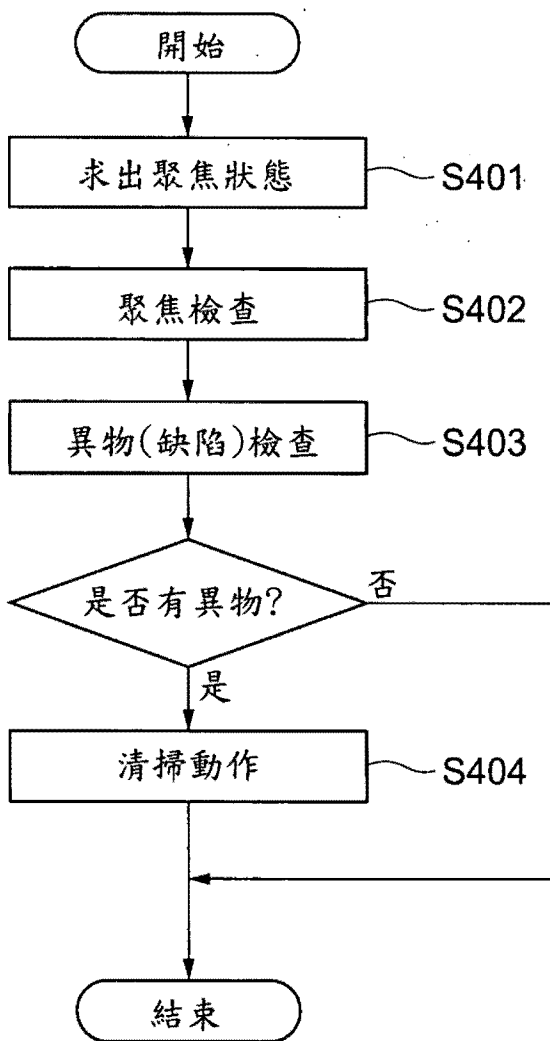 開始
求出聚焦狀態
S401
聚焦檢查
S402
異物(缺陷)檢查
S403
是否有異物?
否
是
清掃動作
S404
結束